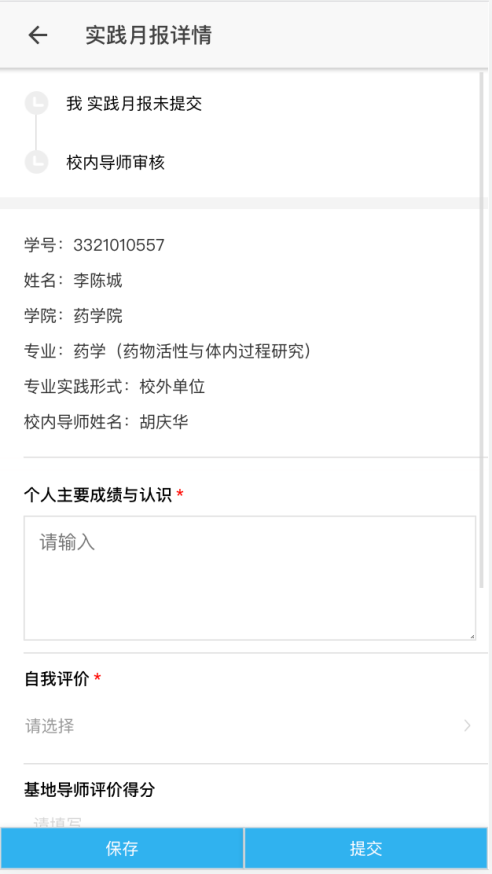 实践月报详情
我 实践月报未提交
校内导师审核
学号：3321010557
姓名：李陈城
学院：药学院
专业：药学（药物活性与体内过程研究）
专业实践形式：校外单位
校内导师姓名：胡庆华
个人主要成绩与认识 *
请输入
自我评价 *
请选择
基地导师评价得分
请填写
保存 提交